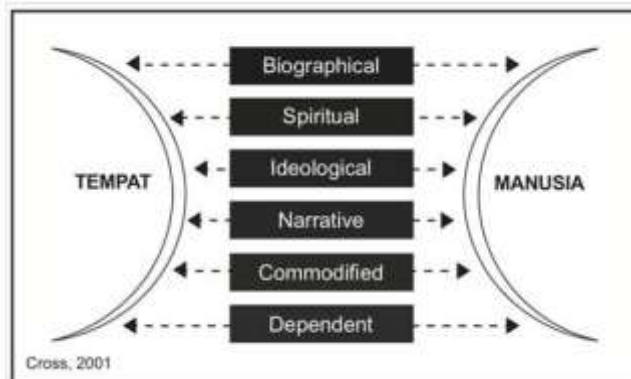 Biographical
Spiritual
Ideological
TEMPAT
MANUSIA
Narrative
Commodified
Dependent
Cross, 2001